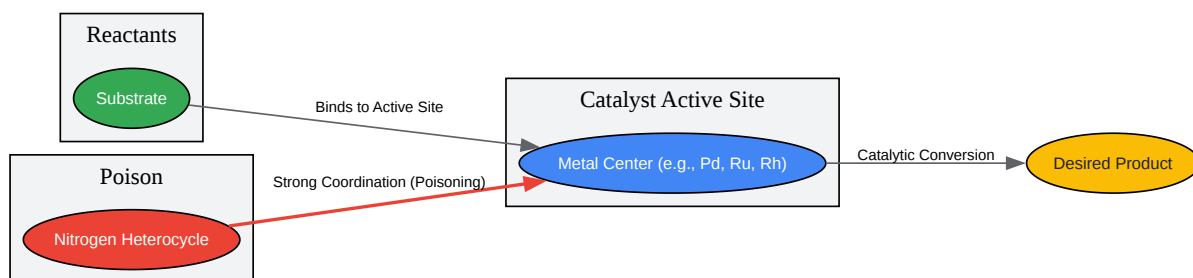 Reactants
Substrate
Binds to Active Site
Catalyst Active Site
Metal Center (e.g., Pd, Ru, Rh)
Catalytic Conversion
Desired Product
Poison
Strong Coordination (Poisoning)
Nitrogen Heterocycle